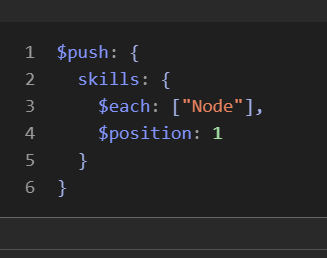 1 $push: {
2   skills: {
3     $each: ["Node"],
4     $position: 1
5   }
6 }